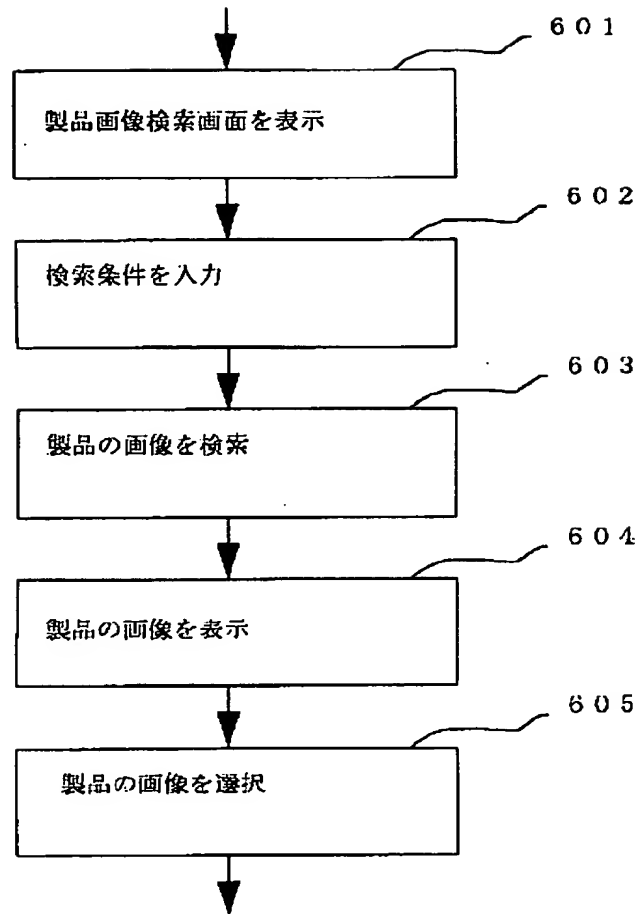 ６０１
製品画像検索画面を表示
６０２
検索条件を入力
６０３
製品の画像を検索
６０４
製品の画像を表示
６０５
製品の画像を選択